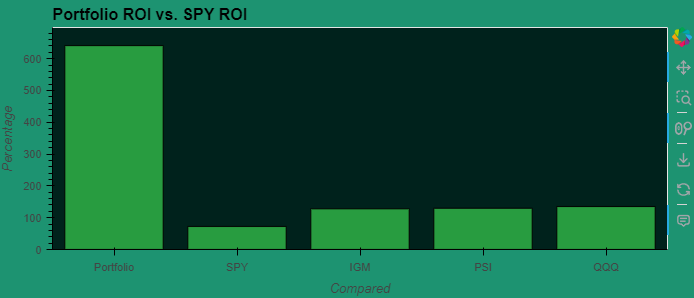 Portfolio ROI vs. SPY ROI
Percentage
600
500
400
300
200
100
0
Portfolio
SPY
IGM
PSI
QQQ
Compared